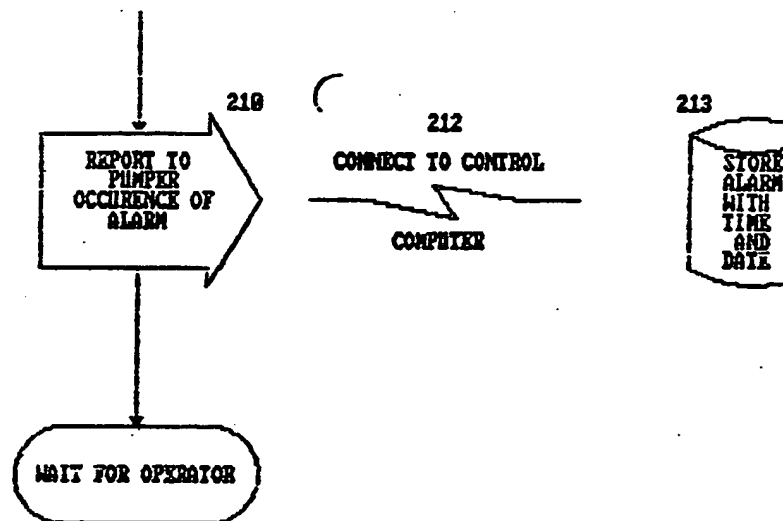 210
REPORT TO
PUMPER
OCCURENCE OF
ALARM
212
CONNECT TO CONTROL
COMPUTER
213
STORE
ALARM
WITH
TIME
AND
DATE
WAIT FOR OPERATOR